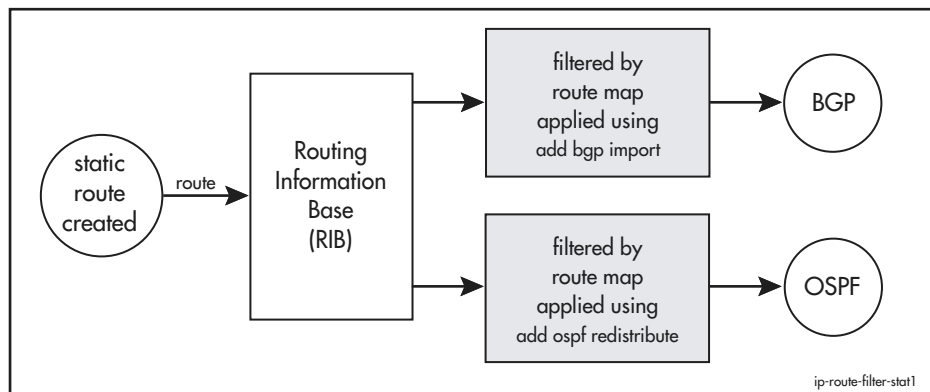 static
route
created
route
Routing
Information
Base
(RIB)
filtered by
route map
applied using
add bgp import
BGP
filtered by
route map
applied using
add ospf redistribute
OSPF
ip-route-filter-stat1